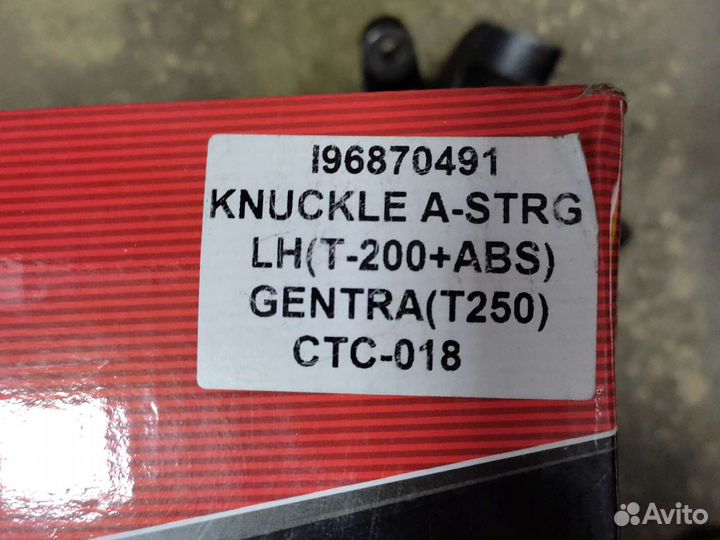 I96870491
KNUCKLE A-STRG
LH(T-200+ABS)
GENTRA(T250)
CTC-018
Avito